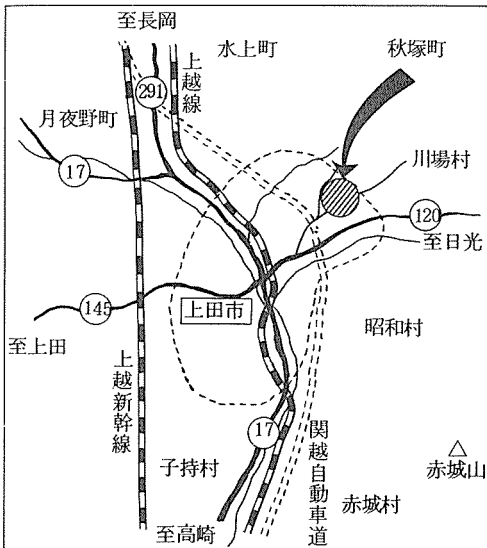 至長岡
水上町
秋塚町
上越線
291
月夜野町
17
川場村
120
至日光
145
上田市
昭和村
至上田
上越新幹線
17
関越自動車道
子持村
赤城山
赤城村
至高崎